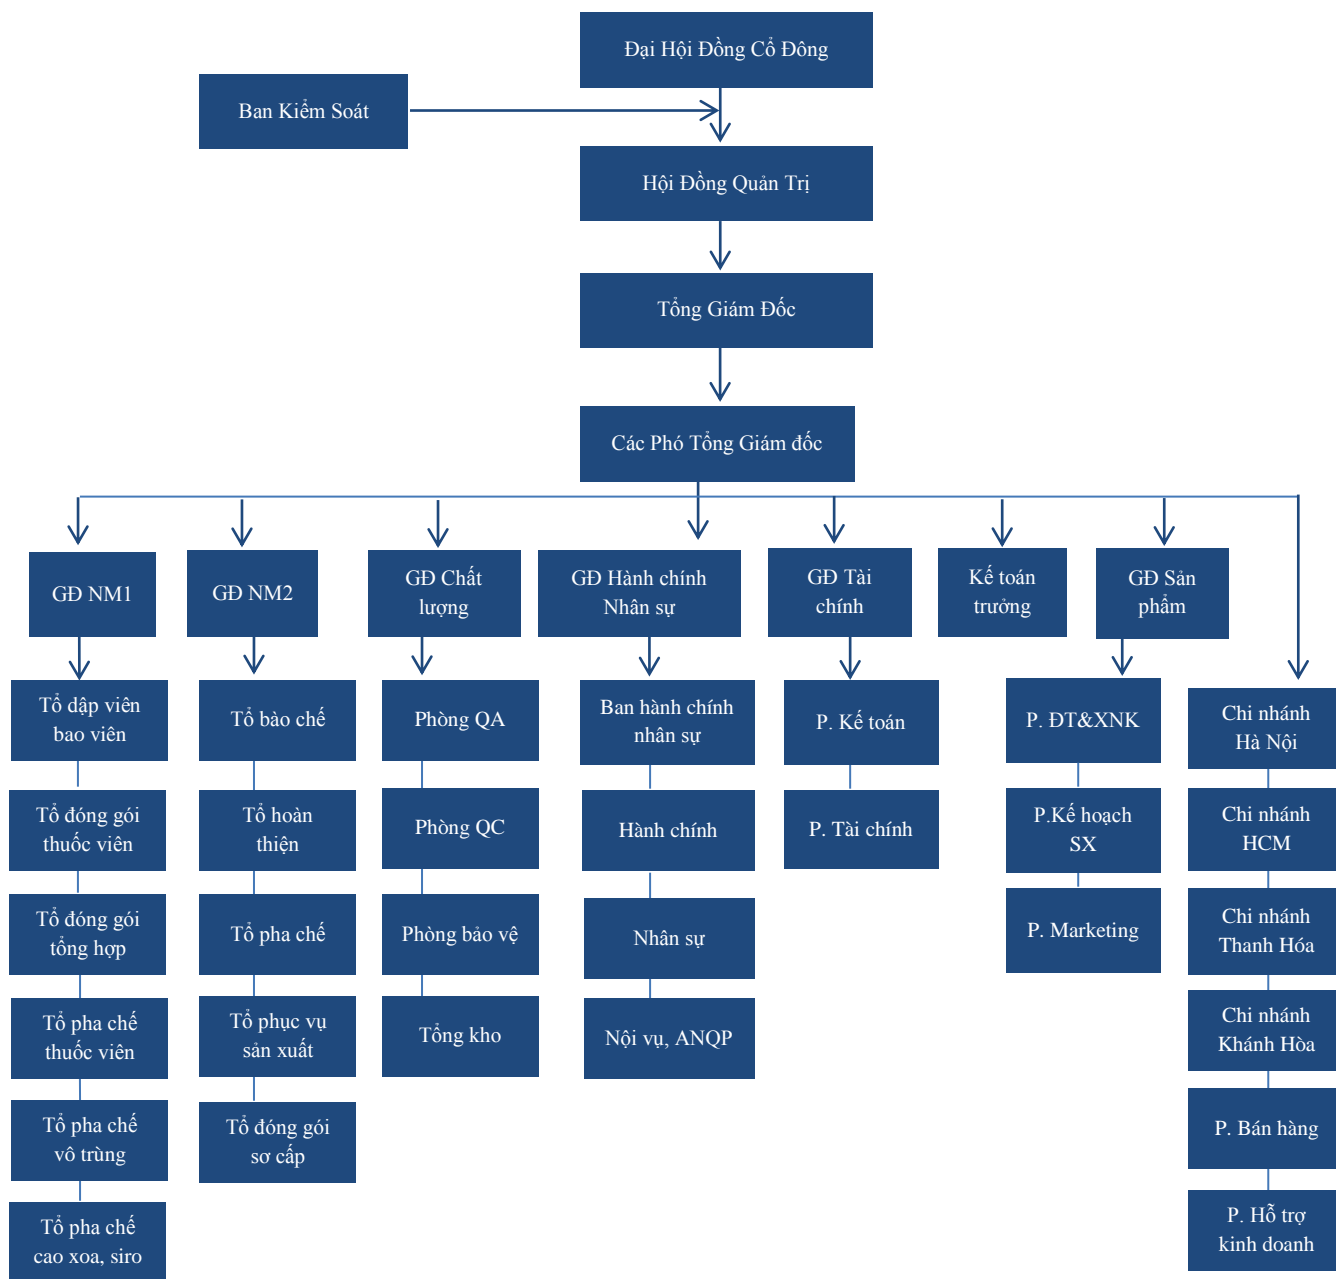 Đại Hội Đồng Cổ Đông
Ban Kiểm Soát
Hội Đồng Quản Trị
Tổng Giám Đốc
Các Phó Tổng Giám đốc
GĐ NM1
GĐ NM2
GĐ Chất
lượng
GĐ Hành chính
Nhân sự
GĐ Tài
chính
Kế toán
trưởng
GĐ Sản
phẩm
Tổ dập viên
bao viên
Tổ đóng gói
thuốc viên
Tổ đóng gói
tổng hợp
Tổ pha chế
thuốc viên
Tổ pha chế
vô trùng
Tổ pha chế
cao xoa, siro
Tổ bào chế
Tổ hoàn
thiện
Tổ pha chế
Tổ phục vụ
sản xuất
Tổ đóng gói
sơ cấp
Phòng QA
Phòng QC
Phòng bảo vệ
Tổng kho
Ban hành chính
nhân sự
Hành chính
Nhân sự
Nội vụ, ANQP
P. Kế toán
P. Tài chính
P. ĐT&XNK
P.Kế hoạch
SX
P. Marketing
Chi nhánh
Hà Nội
Chi nhánh
HCM
Chi nhánh
Thanh Hóa
Chi nhánh
Khánh Hòa
P. Bán hàng
P. Hỗ trợ
kinh doanh